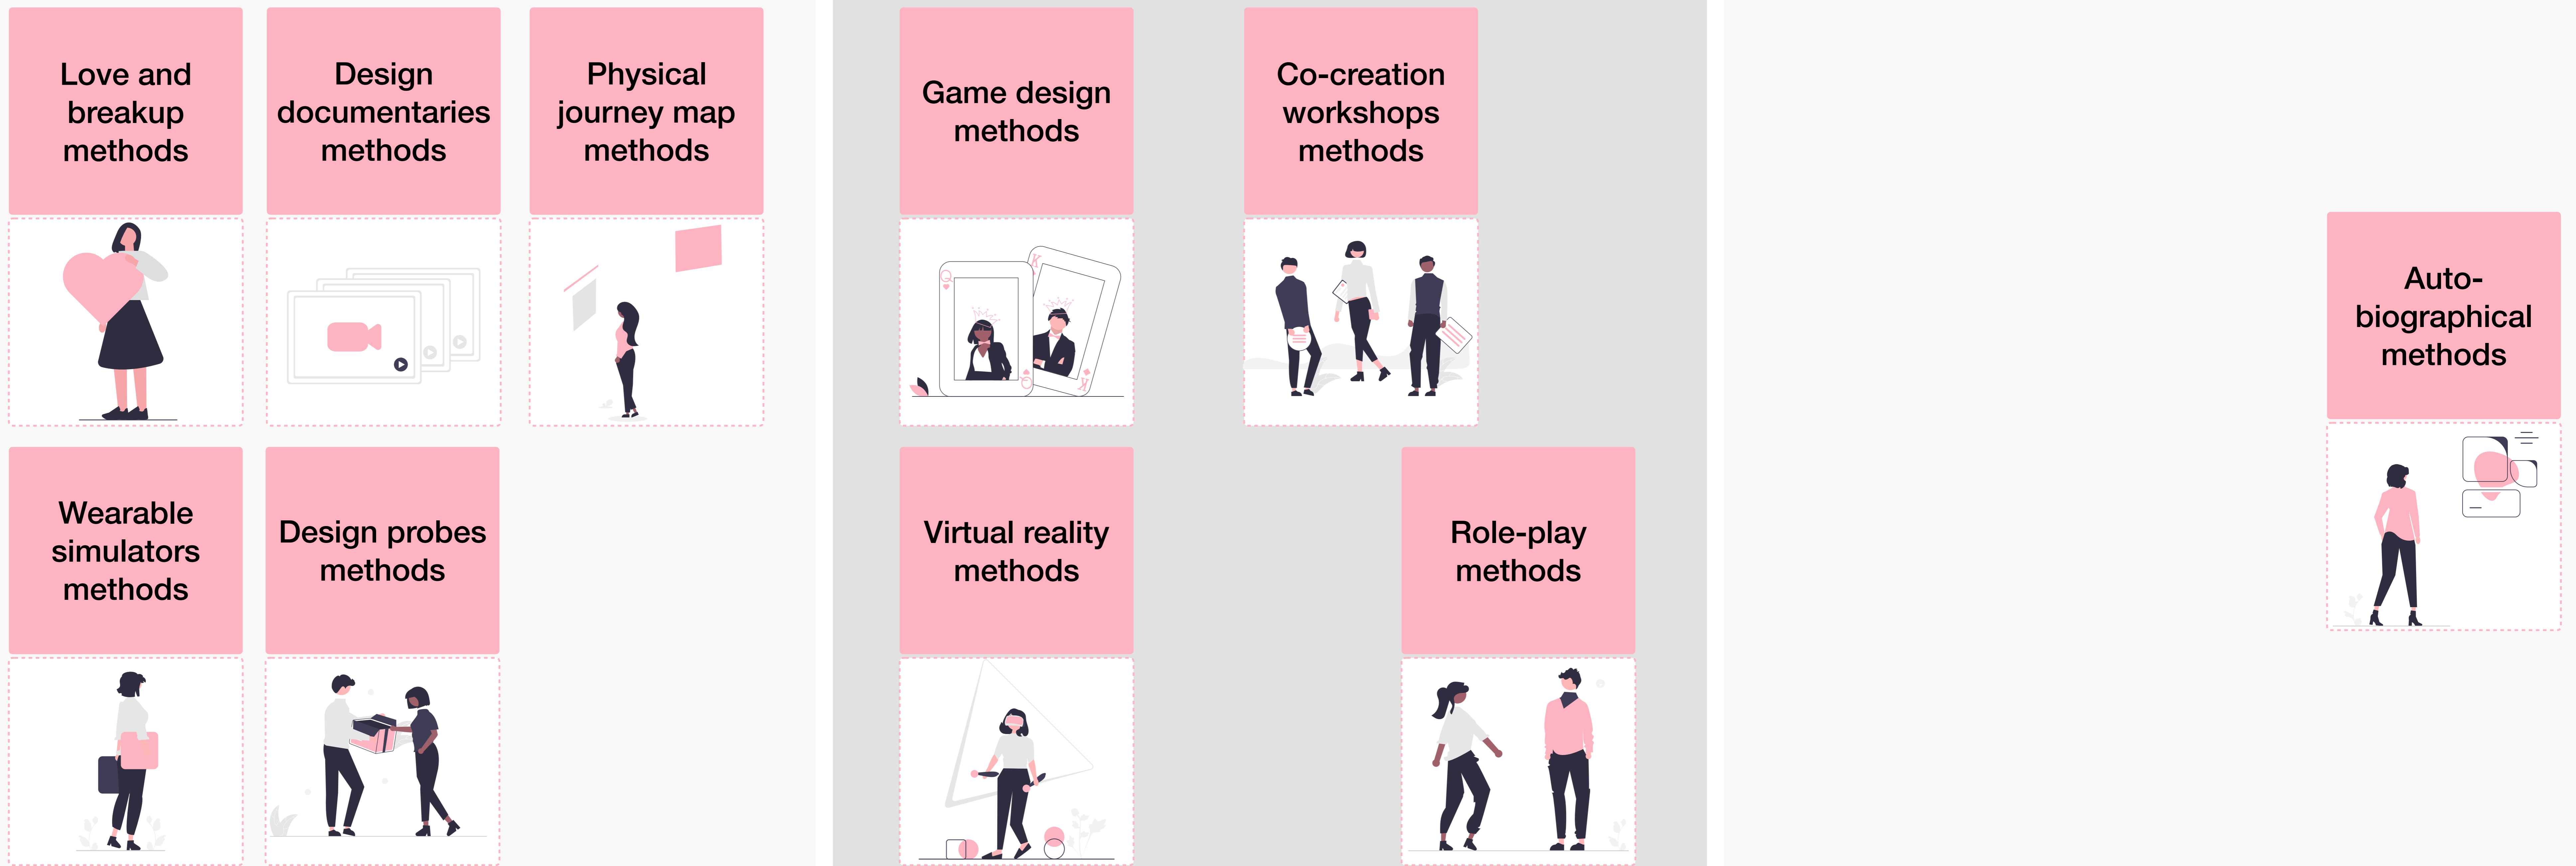 Love and
breakup
methods
Design
documentaries
methods
Physical
journey map
methods
Game design
methods
Q
K
Q
K
Co-creation
workshops
methods
Auto-
biographical
methods
Wearable
simulators
methods
Design probes
methods
Virtual reality
methods
Role-play
methods